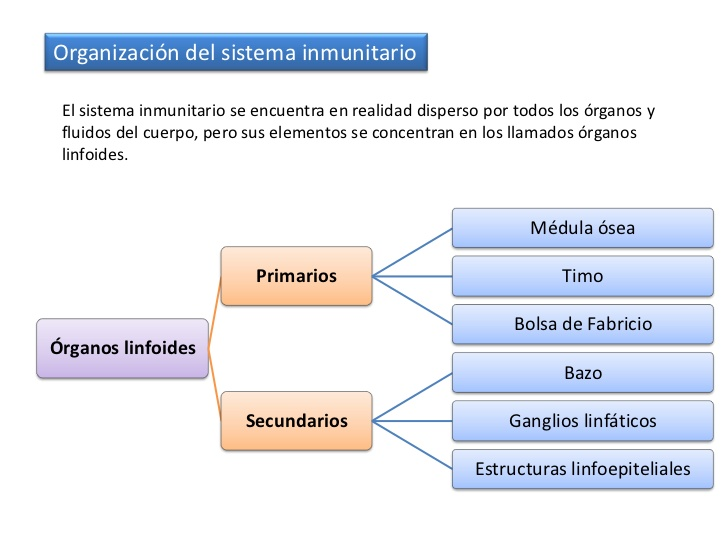 Organización del sistema inmunitario
El sistema inmunitario se encuentra en realidad disperso por todos los órganos y
fluidos del cuerpo, pero sus elementos se concentran en los llamados órganos
linfoides.
Órganos linfoides
Primarios
Médula ósea
Timo
Bolsa de Fabricio
Secundarios
Bazo
Ganglios linfáticos
Estructuras linfoepiteliales